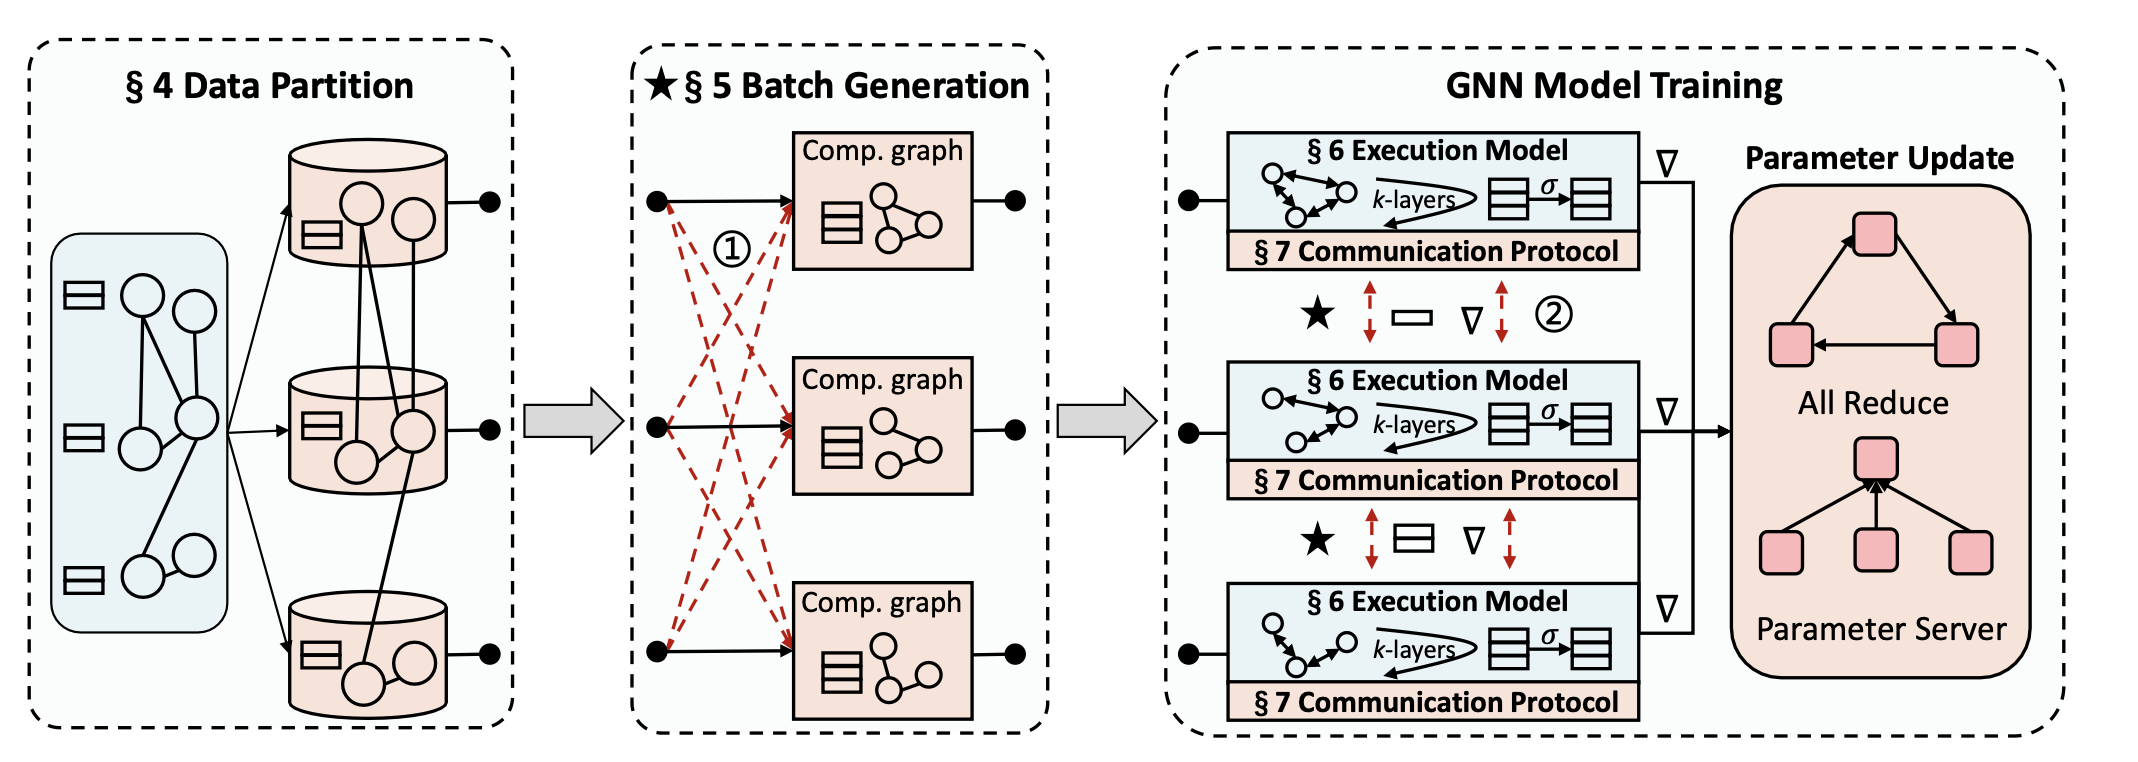 § 4 Data Partition
★ § 5 Batch Generation
Comp. graph
①
Comp. graph
Comp. graph
GNN Model Training
§ 6 Execution Model
k-layers
σ
§ 7 Communication Protocol
∇
★ ∇ ②
§ 6 Execution Model
k-layers
σ
§ 7 Communication Protocol
∇
★ ∇
§ 6 Execution Model
k-layers
σ
§ 7 Communication Protocol
∇
Parameter Update
All Reduce
Parameter Server